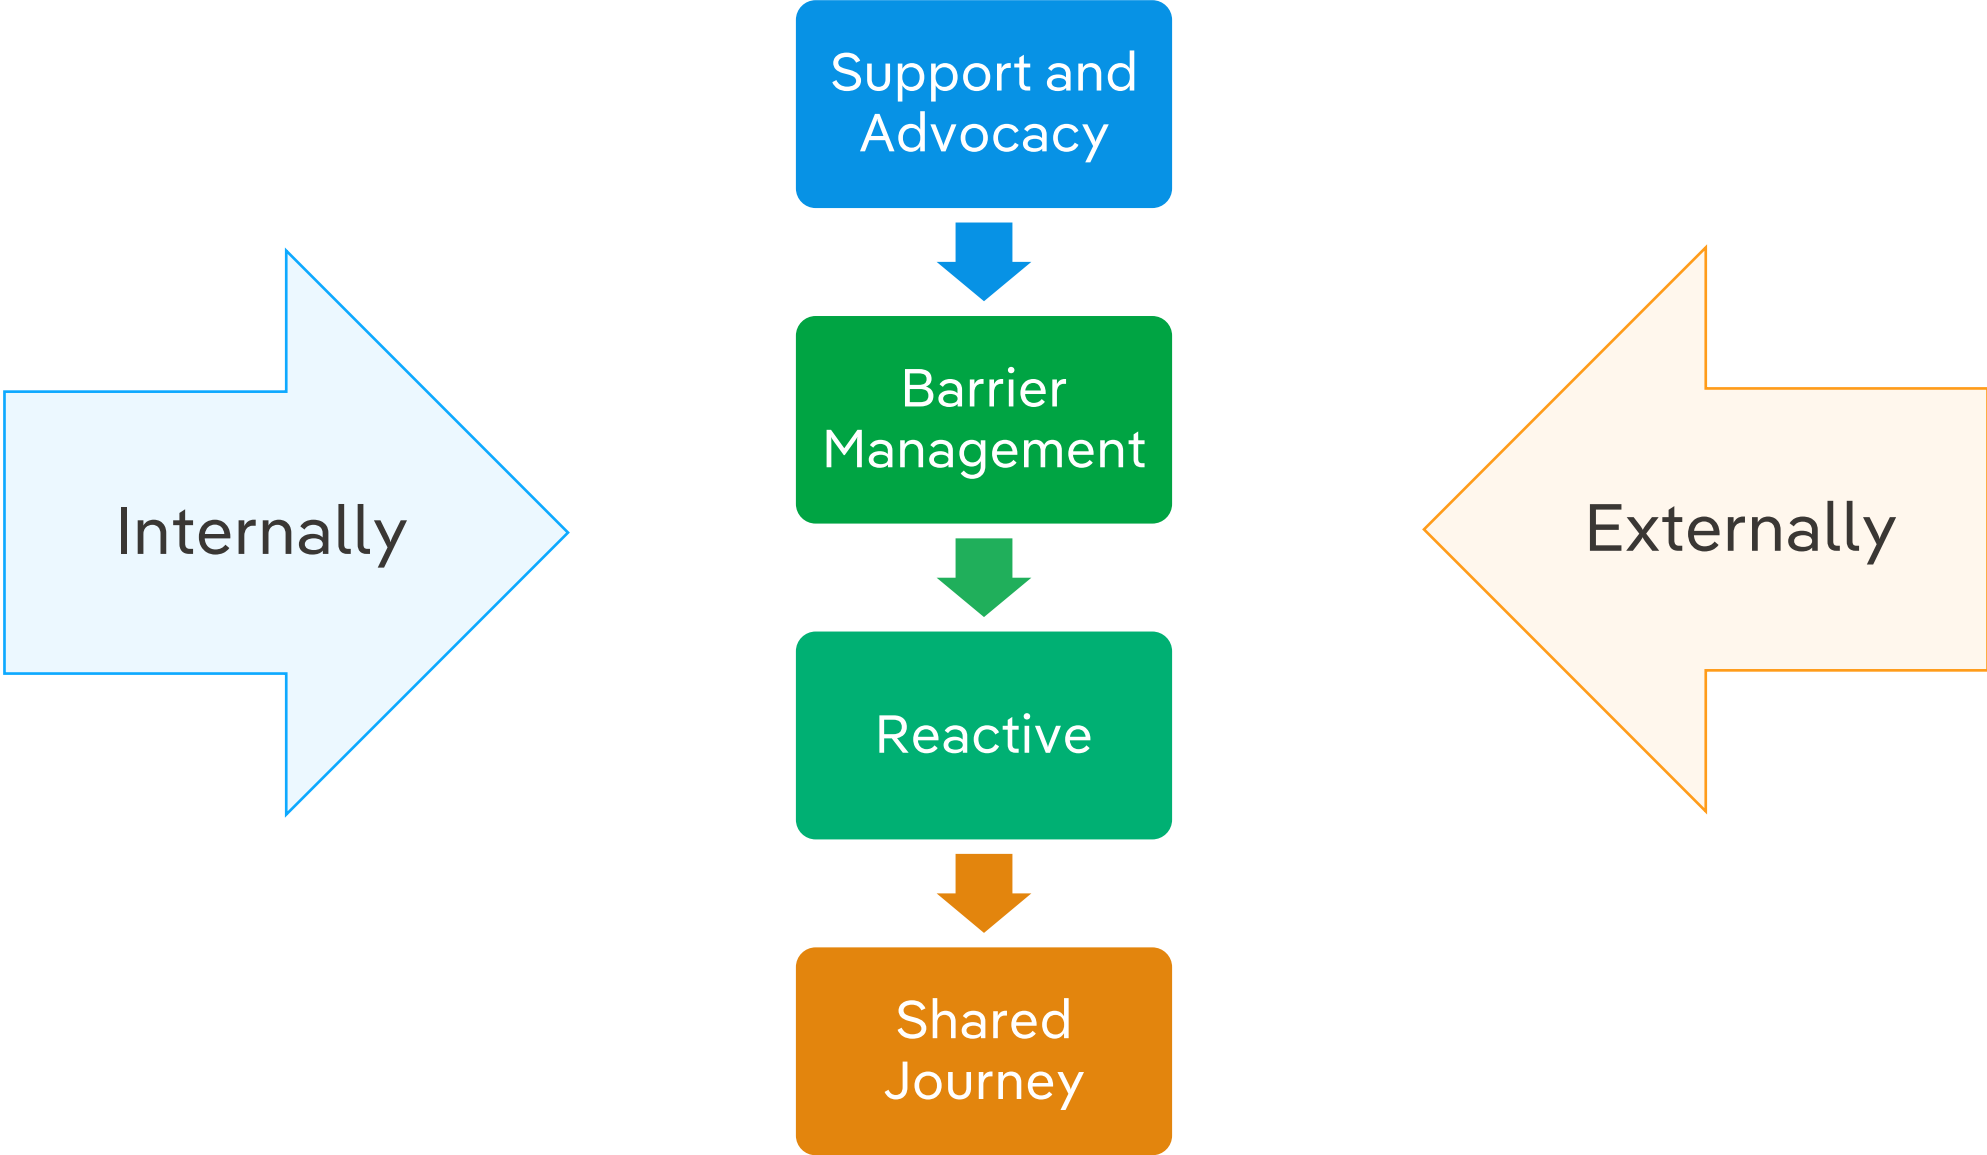 Support and
Advocacy
Barrier
Management
Internally
Externally
Reactive
Shared
Journey